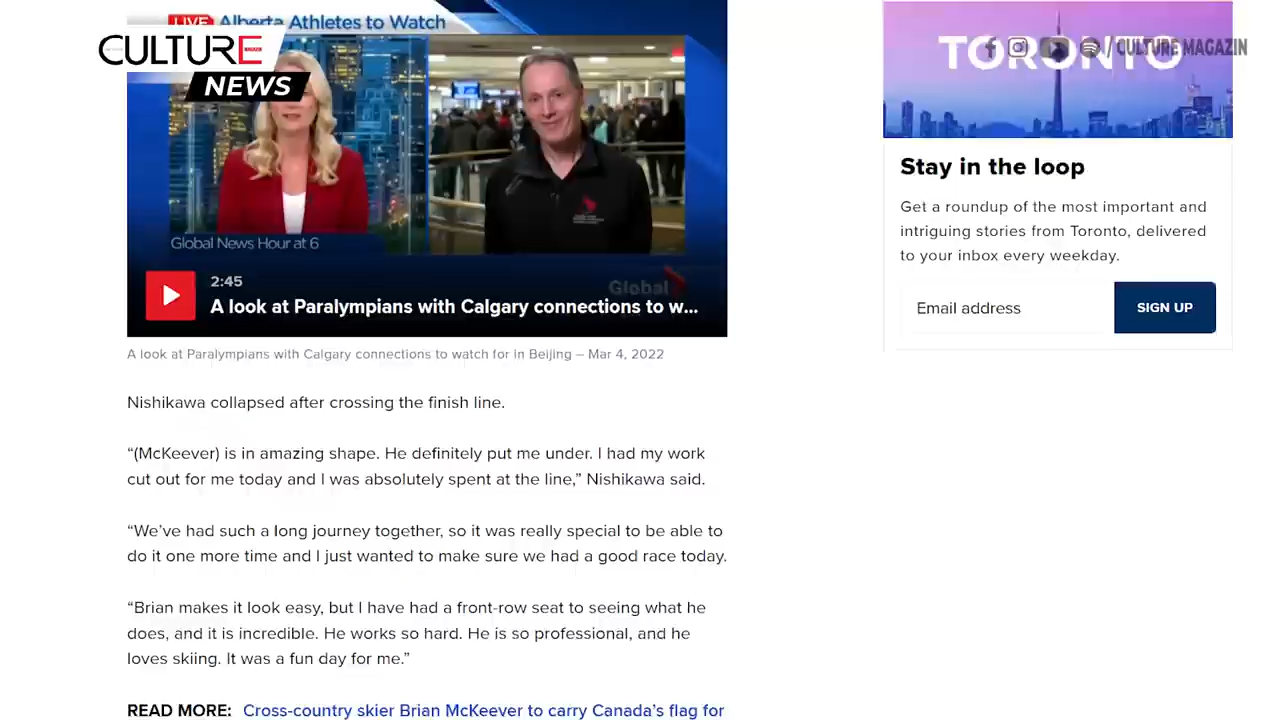 LIVE Alberta Athletes to Watch
CULTURE
NEWS
TORONTO
/ CULTURE MAGAZIN
Global News Hour at 6
Global
2:45
A look at Paralympians with Calgary connections to w...
A look at Paralympians with Calgary connections to watch for in Beijing – Mar 4, 2022
Nishikawa collapsed after crossing the finish line.
“(McKeever) is in amazing shape. He definitely put me under. I had my work
cut out for me today and I was absolutely spent at the line,” Nishikawa said.
“We’ve had such a long journey together, so it was really special to be able to
do it one more time and I just wanted to make sure we had a good race today.
“Brian makes it look easy, but I have had a front-row seat to seeing what he
does, and it is incredible. He works so hard. He is so professional, and he
loves skiing. It was a fun day for me.”
READ MORE: Cross-country skier Brian McKeever to carry Canada’s flag for
Stay in the loop
Get a roundup of the most important and
intriguing stories from Toronto, delivered
to your inbox every weekday.
Email address
SIGN UP